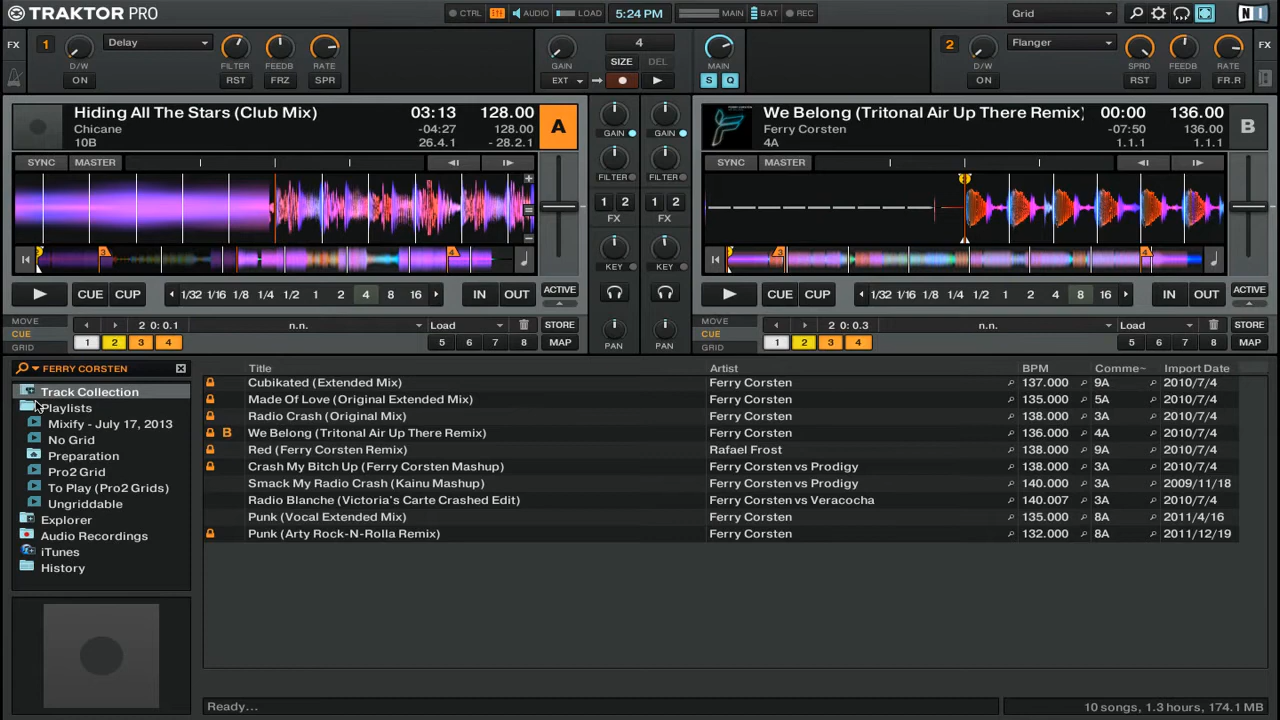 TRAKTOR PRO CTRL AUDIO LOAD 5:24 PM MAIN BAT REC Grid
FX 1 Delay 4 2 Flanger FX
D/W FILTER FEEDB RATE GAIN SIZE DEL MAIN D/W SPRD FEEDB RATE
ON RST FRZ SPR EXT S Q ON RST UP FR.R
Hiding All The Stars (Club Mix) 03:13 128.00 A
Chicane -04:27 128.00
10B 26.4.1 - 28.2.1
GAIN GAIN
We Belong (Tritonal Air Up There Remix) 00:00 136.00 B
Ferry Corsten -07:50 136.00
4A 1.1.1 1.1.1
SYNC MASTER FILTER FILTER SYNC MASTER
1 2 1 2
FX FX
3 4 KEY KEY 3 4
CUE CUP 1/32 1/16 1/8 1/4 1/2 1 2 4 8 16 IN OUT ACTIVE CUE CUP 1/32 1/16 1/8 1/4 1/2 1 2 4 8 16 IN OUT ACTIVE
MOVE CUE GRID 2 0: 0.1 n.n. Load STORE PAN PAN MOVE CUE GRID 2 0: 0.3 n.n. Load STORE
1 2 3 4 5 6 7 8 MAP 1 2 3 4 5 6 7 8 MAP
FERRY CORSTEN
Track Collection
Playlists
Mixify - July 17, 2013
No Grid
Preparation
Pro2 Grid
To Play (Pro2 Grids)
Ungriddable
Explorer
Audio Recordings
iTunes
History
Title Artist BPM Comme~ Import Date
Cubikated (Extended Mix) Ferry Corsten 137.000 9A 2010/7/4
Made Of Love (Original Extended Mix) Ferry Corsten 135.000 5A 2010/7/4
Radio Crash (Original Mix) Ferry Corsten 138.000 3A 2010/7/4
B We Belong (Tritonal Air Up There Remix) Ferry Corsten 136.000 4A 2010/7/4
Red (Ferry Corsten Remix) Rafael Frost 138.000 3A 2010/7/4
Crash My Bitch Up (Ferry Corsten Mashup) Ferry Corsten vs Prodigy 138.000 3A 2010/7/4
Smack My Radio Crash (Kainu Mashup) Ferry Corsten vs Prodigy 140.000 3A 2009/11/18
Radio Blanche (Victoria's Carte Crashed Edit) Ferry Corsten vs Veracocha 140.007 3A 2010/7/4
Punk (Vocal Extended Mix) Ferry Corsten 135.000 8A 2011/4/16
Punk (Arty Rock-N-Rolla Remix) Ferry Corsten 132.000 8A 2011/12/19
Ready... 10 songs, 1.3 hours, 174.1 MB